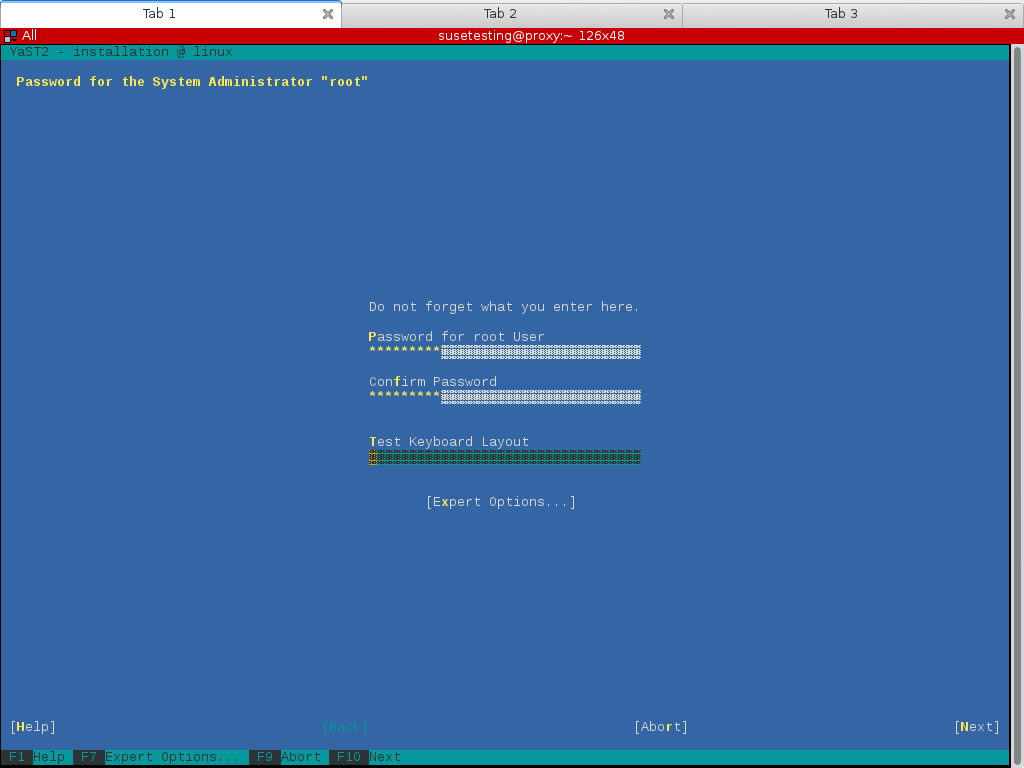 Tab 1 Tab 2 Tab 3
All susetesting@proxy:~ 126x48
YaST2 - installation @ linux
Password for the System Administrator "root"
Do not forget what you enter here.
Password for root User
*********
Confirm Password
*********
Test Keyboard Layout
[Expert Options...]
[Help] [Back] [Abort] [Next]
F1 Help F7 Expert Options... F9 Abort F10 Next